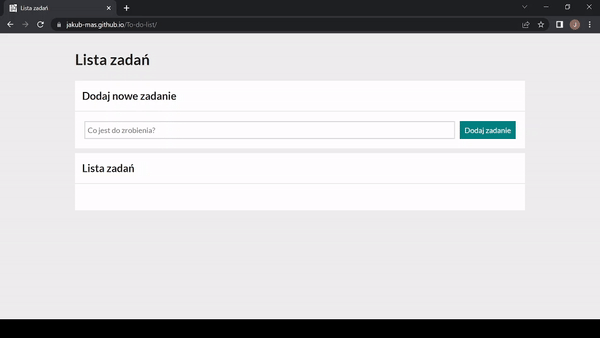 Lista zadań
jakub-mas.github.io/To-do-list/
J
Lista zadań
Dodaj nowe zadanie
Co jest do zrobienia?
Dodaj zadanie
Lista zadań